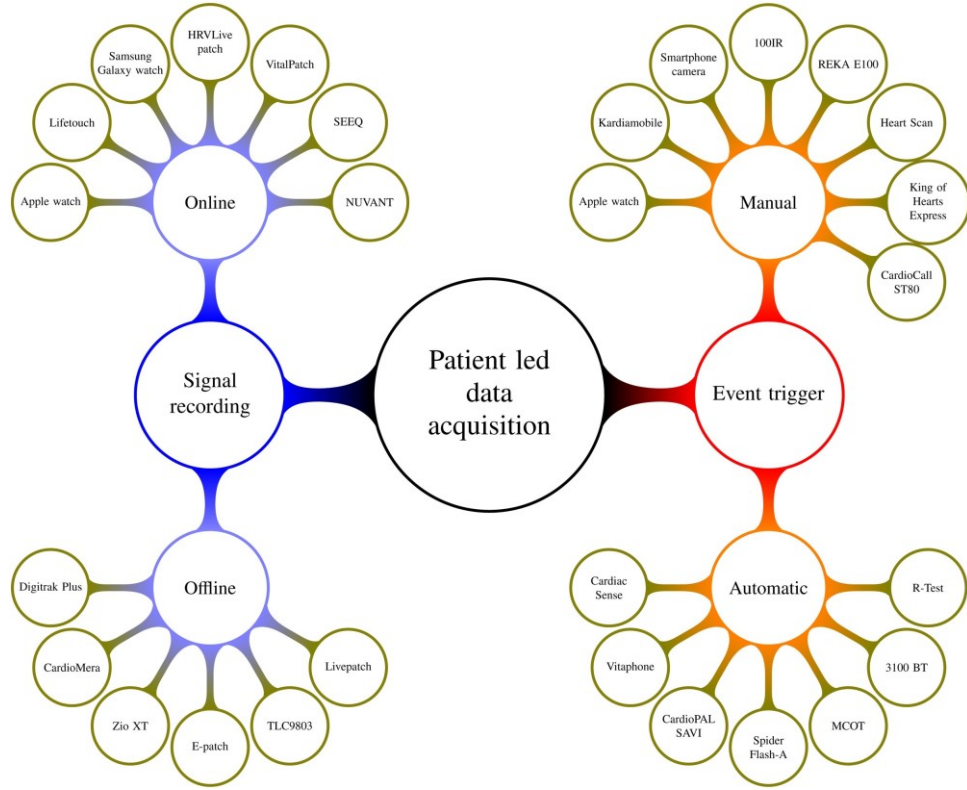 HRVLive
patch
Samsung
Galaxy watch
VitalPatch
Lifetouch
SEEQ
Apple watch
Online
NUVANT
100IR
Smartphone
camera
REKA E100
Kardiamobile
Heart Scan
Apple watch
Manual
King of
Hearts
Express
CardioCall
ST80
Signal
recording
Patient led
data
acquisition
Event trigger
Digitrak Plus
Offline
CardioMera
Livepatch
Zio XT
TLC9803
E-patch
Cardiac
Sense
Automatic
R-Test
Vitaphone
3100 BT
CardioPAL
SAVI
MCOT
Spider
Flash-A